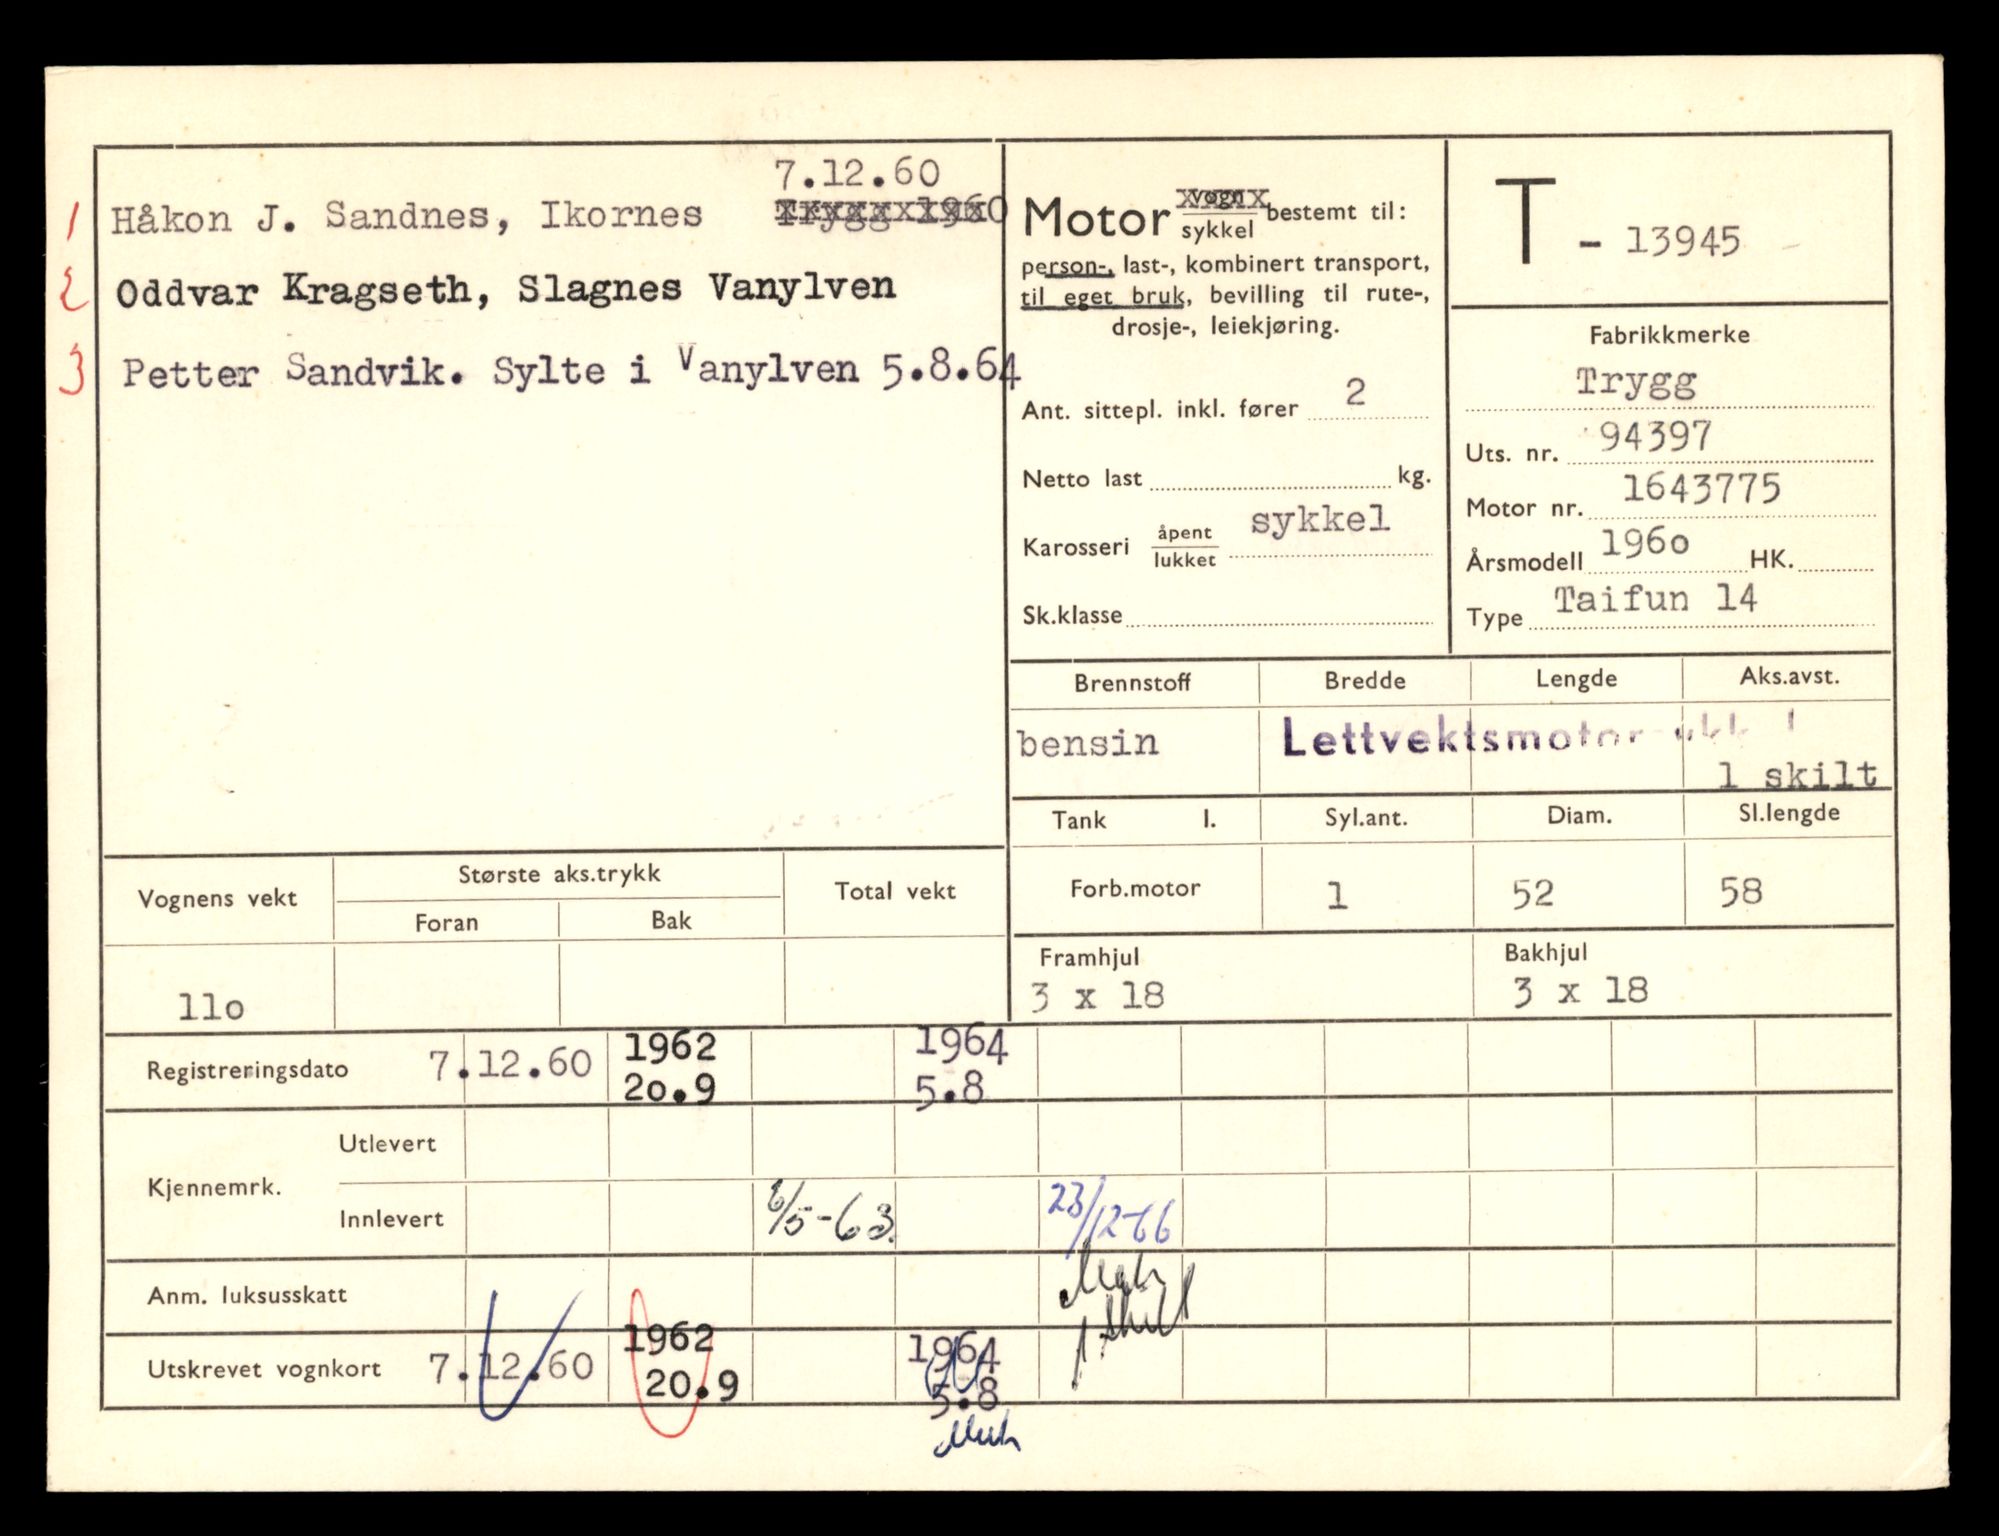 7.12.60
1 Håkon J. Sandnes, Ikornes Trygg 1960
2 Oddvar Kragseth, Slagnes Vanylven
3 Petter Sandvik. Sylte i Vanylven 5.8.64
Motor vogn/sykkel bestemt til:
person-, last-, kombinert transport,
til eget bruk, bevilling til rute-,
drosje-, leiekjøring.
Ant. sittepl. inkl. fører 2
Netto last kg.
Karosseri åpent/lukket sykkel
Sk.klasse
T - 13945
Fabrikkmerke
Trygg
Uts. nr. 94397
Motor nr. 1643775
Årsmodell 196o HK.
Type Taifun 14
Brennstoff Bredde Lengde Aks.avst.
bensin Lettvektsmotor
1 skilt
Tank l. Syl.ant. Diam. Sl.lengde
Forb.motor 1 52 58
Framhjul Bakhjul
3 x 18 3 x 18
Vognens vekt Største aks.trykk Total vekt
Foran Bak
11o
Registreringsdato 7.12.60 1962 1964
2o.9 5.8
Kjennemrk. Utlevert
Innlevert 6/5-63. 23/12-66
Anm. luksusskatt
1 skilt
Utskrevet vognkort 7.12.60 1962 1964
20.9 5.8